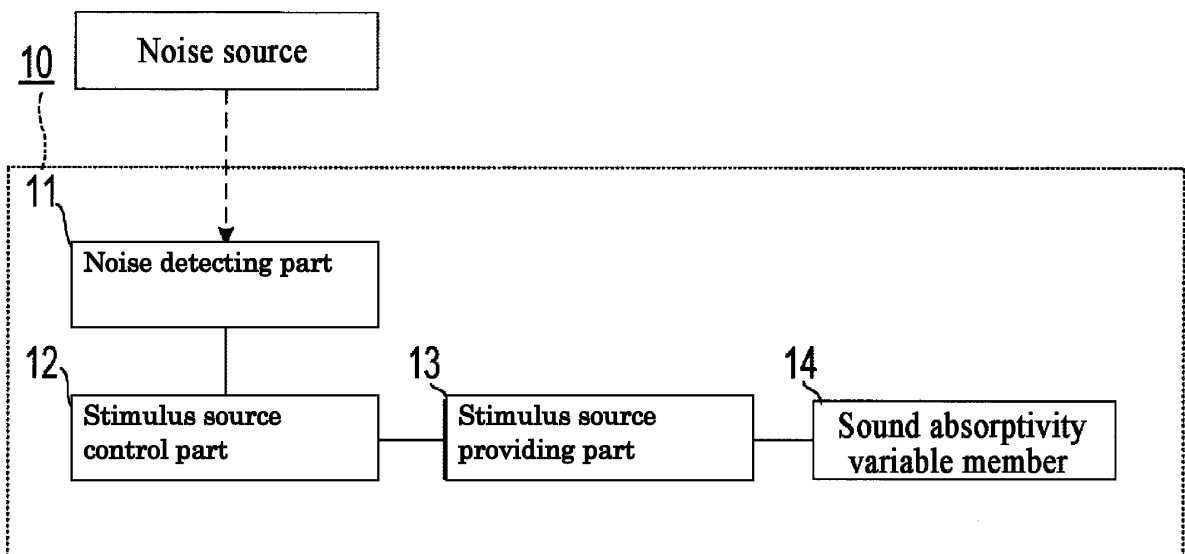 10
Noise source
11
Noise detecting part
12
Stimulus source
control part
13
Stimulus source
providing part
14
Sound absorptivity
variable member